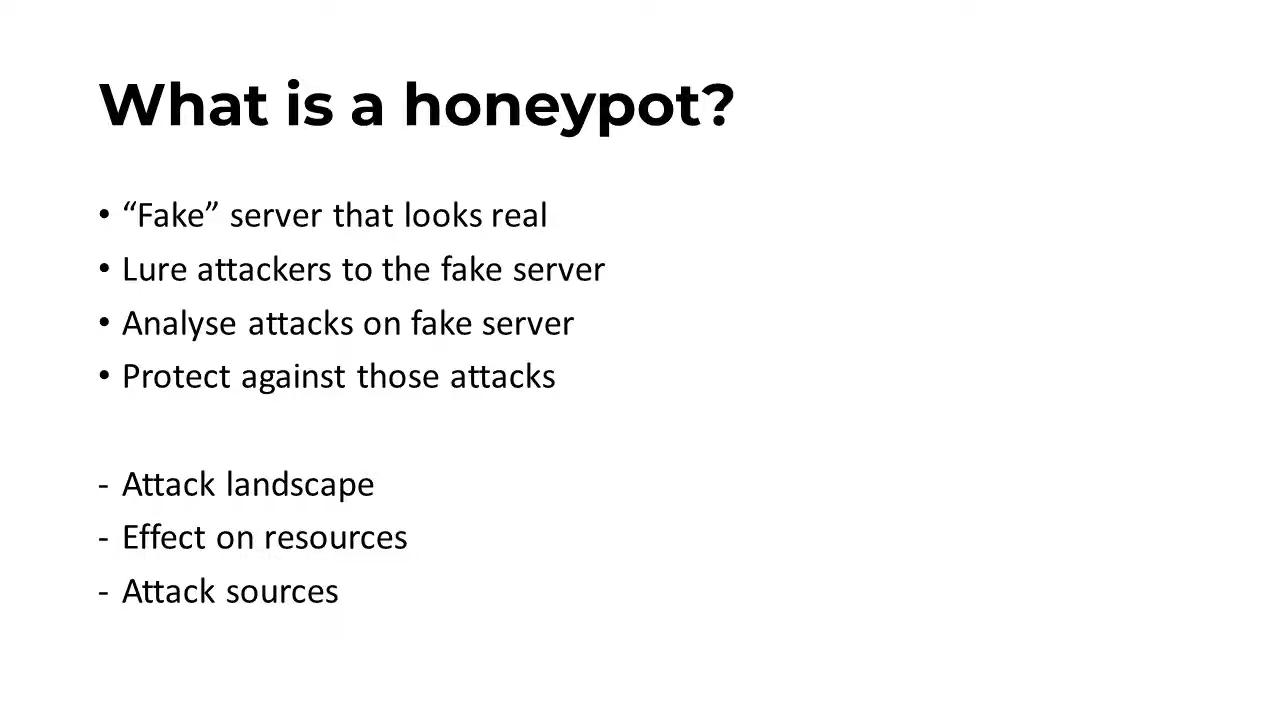 What is a honeypot?
• “Fake” server that looks real
• Lure attackers to the fake server
• Analyse attacks on fake server
• Protect against those attacks
- Attack landscape
- Effect on resources
- Attack sources